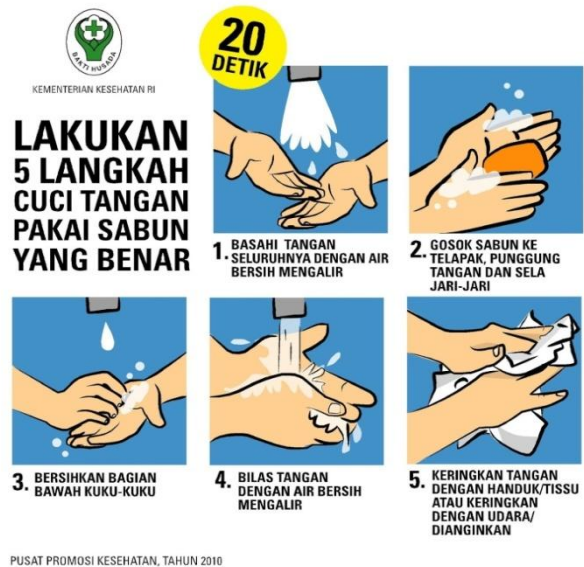 BAKTI HUSADA
KEMENTERIAN KESEHATAN RI
20
DETIK
LAKUKAN
5 LANGKAH
CUCI TANGAN
PAKAI SABUN
YANG BENAR
1. BASAHI TANGAN
SELURUHNYA DENGAN AIR
BERSIH MENGALIR
2. GOSOK SABUN KE
TELAPAK, PUNGGUNG
TANGAN DAN SELA
JARI-JARI
3. BERSIHKAN BAGIAN
BAWAH KUKU-KUKU
4. BILAS TANGAN
DENGAN AIR BERSIH
MENGALIR
5. KERINGKAN TANGAN
DENGAN HANDUK/TISSU
ATAU KERINGKAN
DENGAN UDARA/
DIANGINKAN
PUSAT PROMOSI KESEHATAN, TAHUN 2010